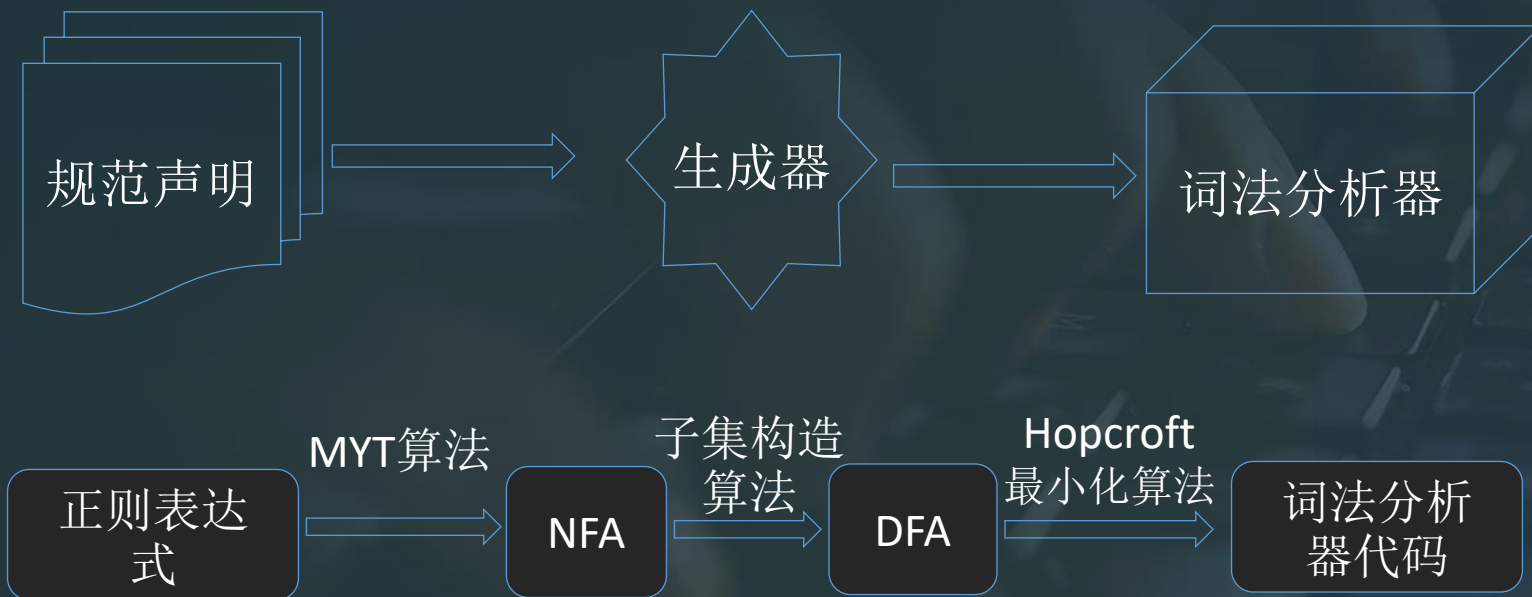 规范声明
生成器
词法分析器
MYT算法
子集构造
算法
Hopcroft
最小化算法
正则表达
式
NFA
DFA
词法分析
器代码